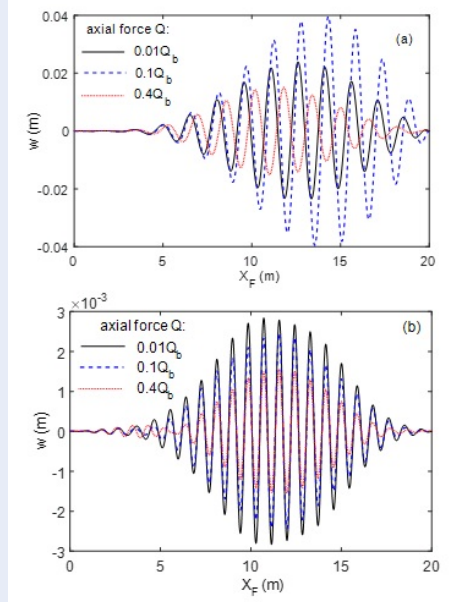 0.04
axial force Q:
(a)
0.01Q_b
0.1Q_b
0.02
0.4Q_b
w (m)
0
-0.02
-0.04
0 5 10 15 20
X_F (m)
×10^-3
3
axial force Q:
(b)
0.01Q_b
2
0.1Q_b
0.4Q_b
1
w (m)
0
-1
-2
-3
0 5 10 15 20
X_F (m)